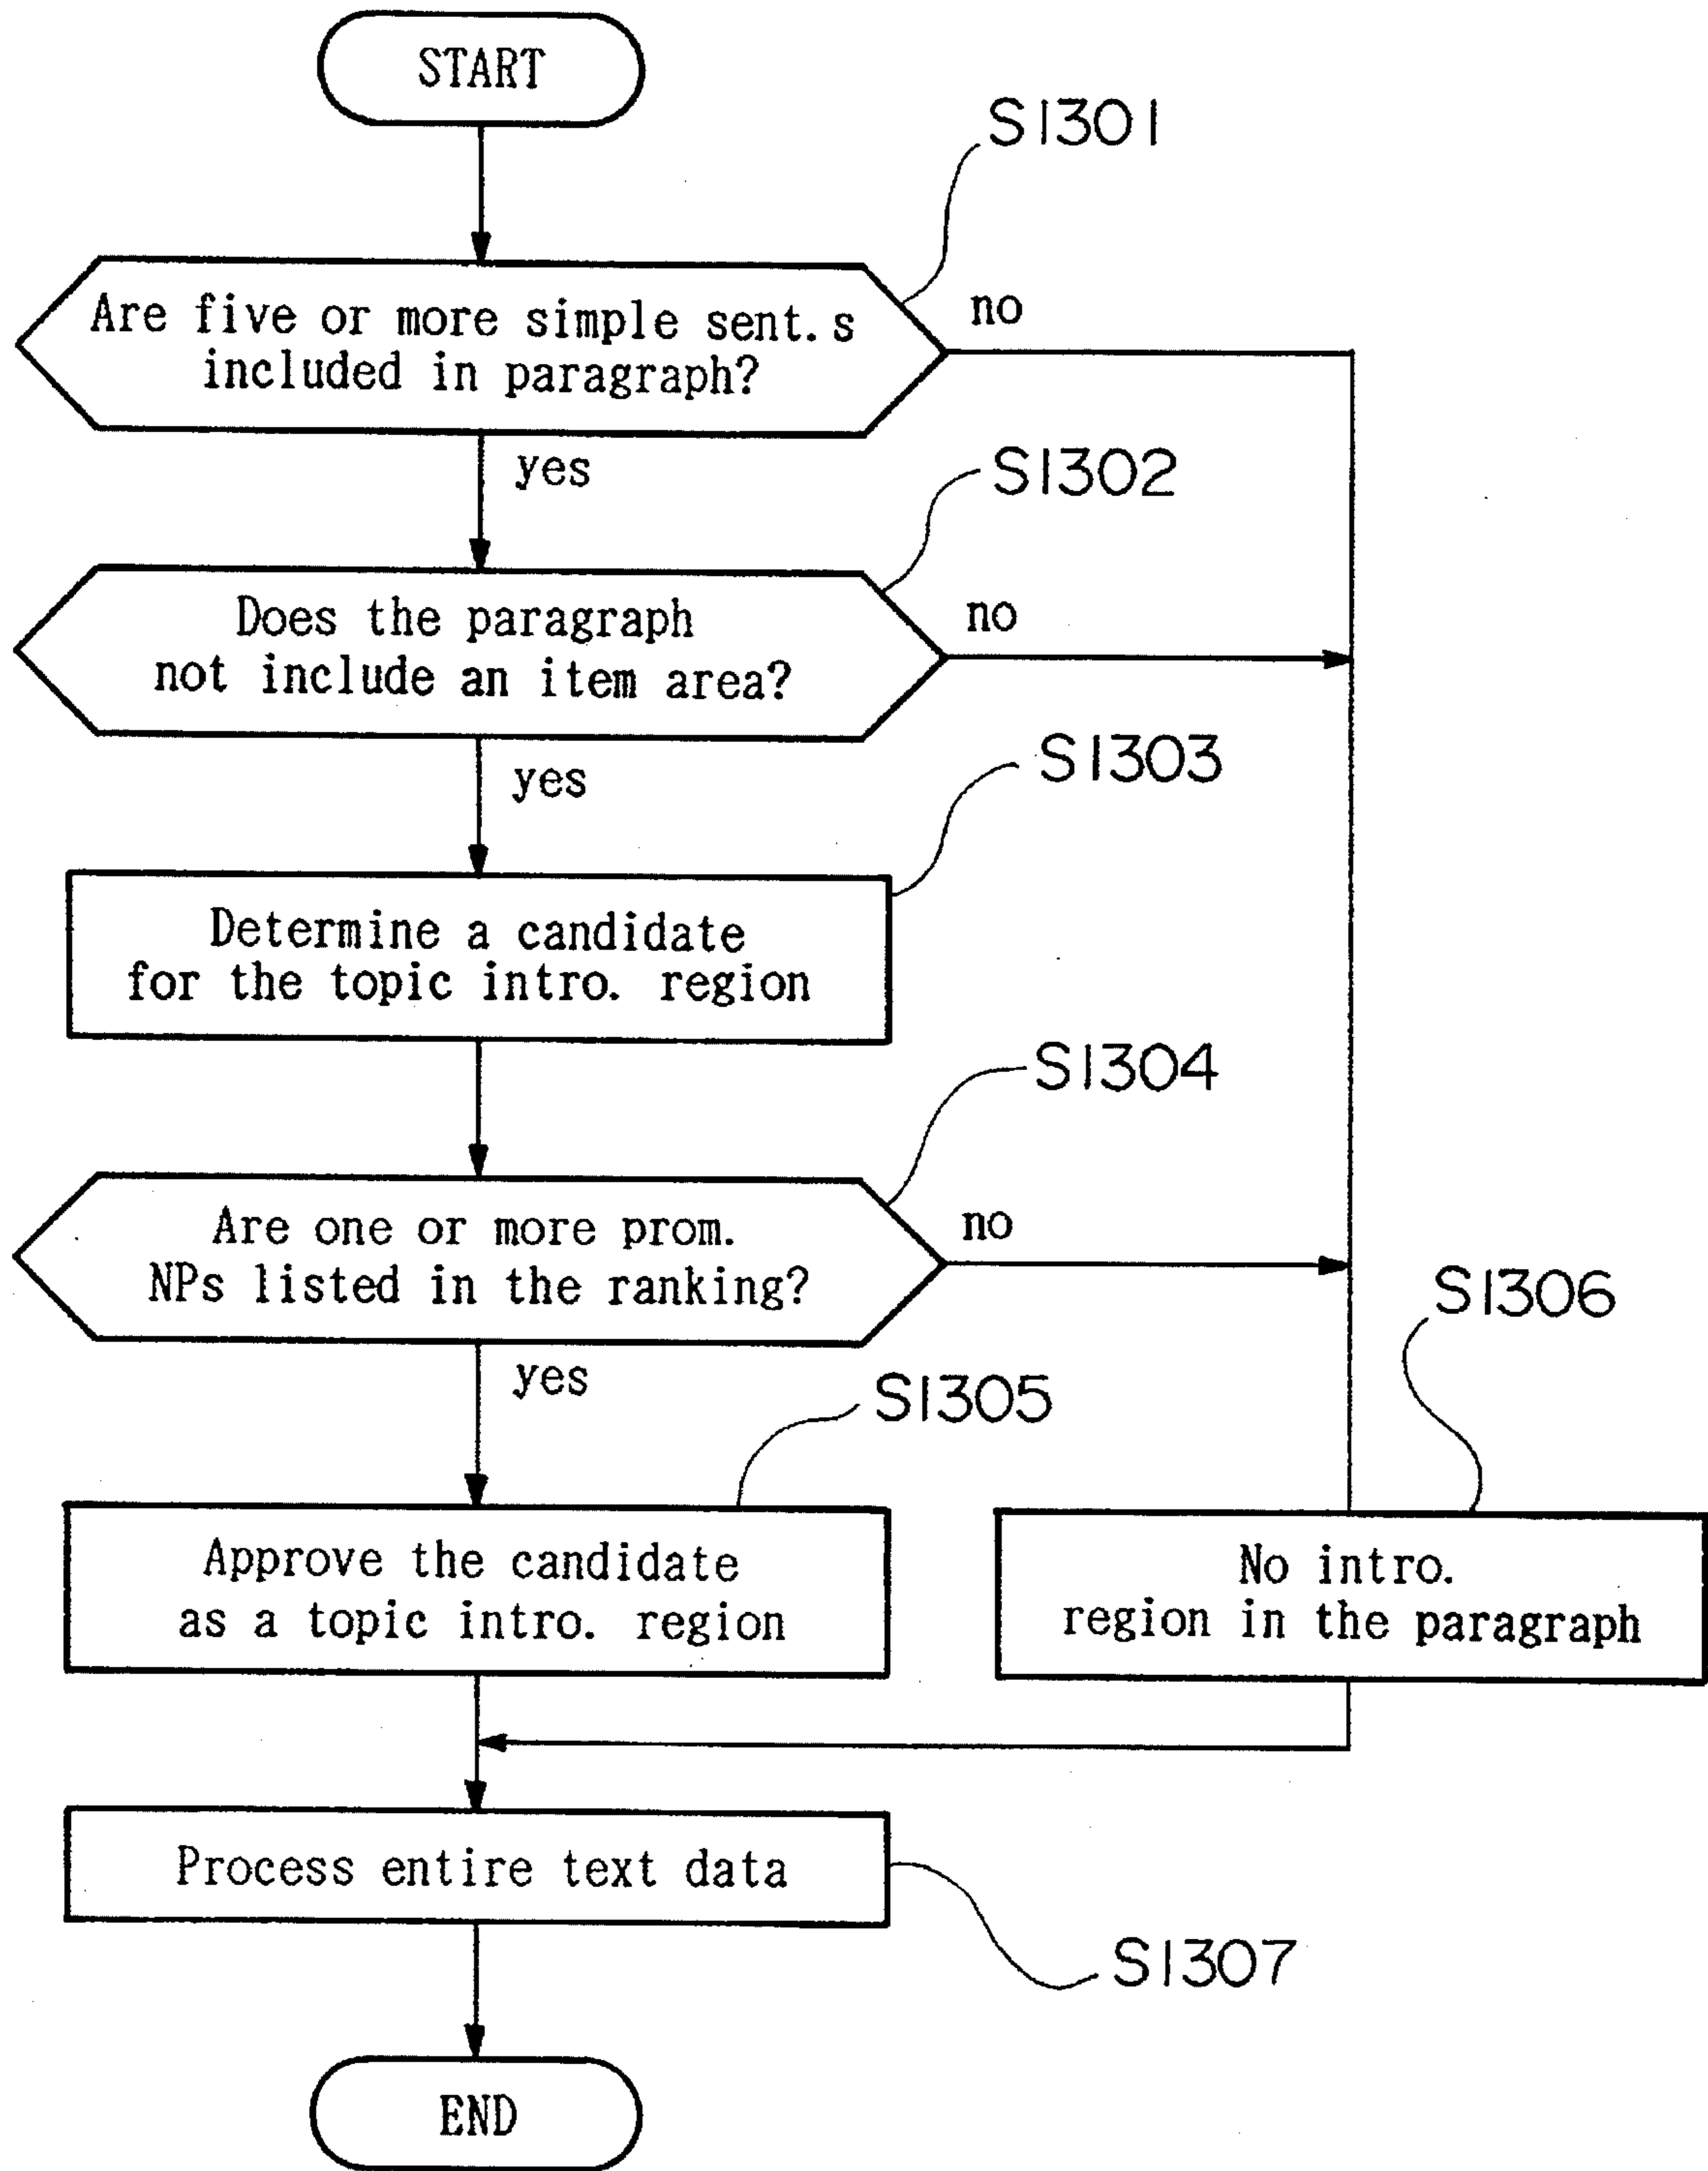 START
S1301
Are five or more simple sent.s
included in paragraph?
no
yes
S1302
Does the paragraph
not include an item area?
no
yes
S1303
Determine a candidate
for the topic intro. region
S1304
Are one or more prom.
NPs listed in the ranking?
no
yes
S1306
S1305
Approve the candidate
as a topic intro. region
No intro.
region in the paragraph
Process entire text data
S1307
END